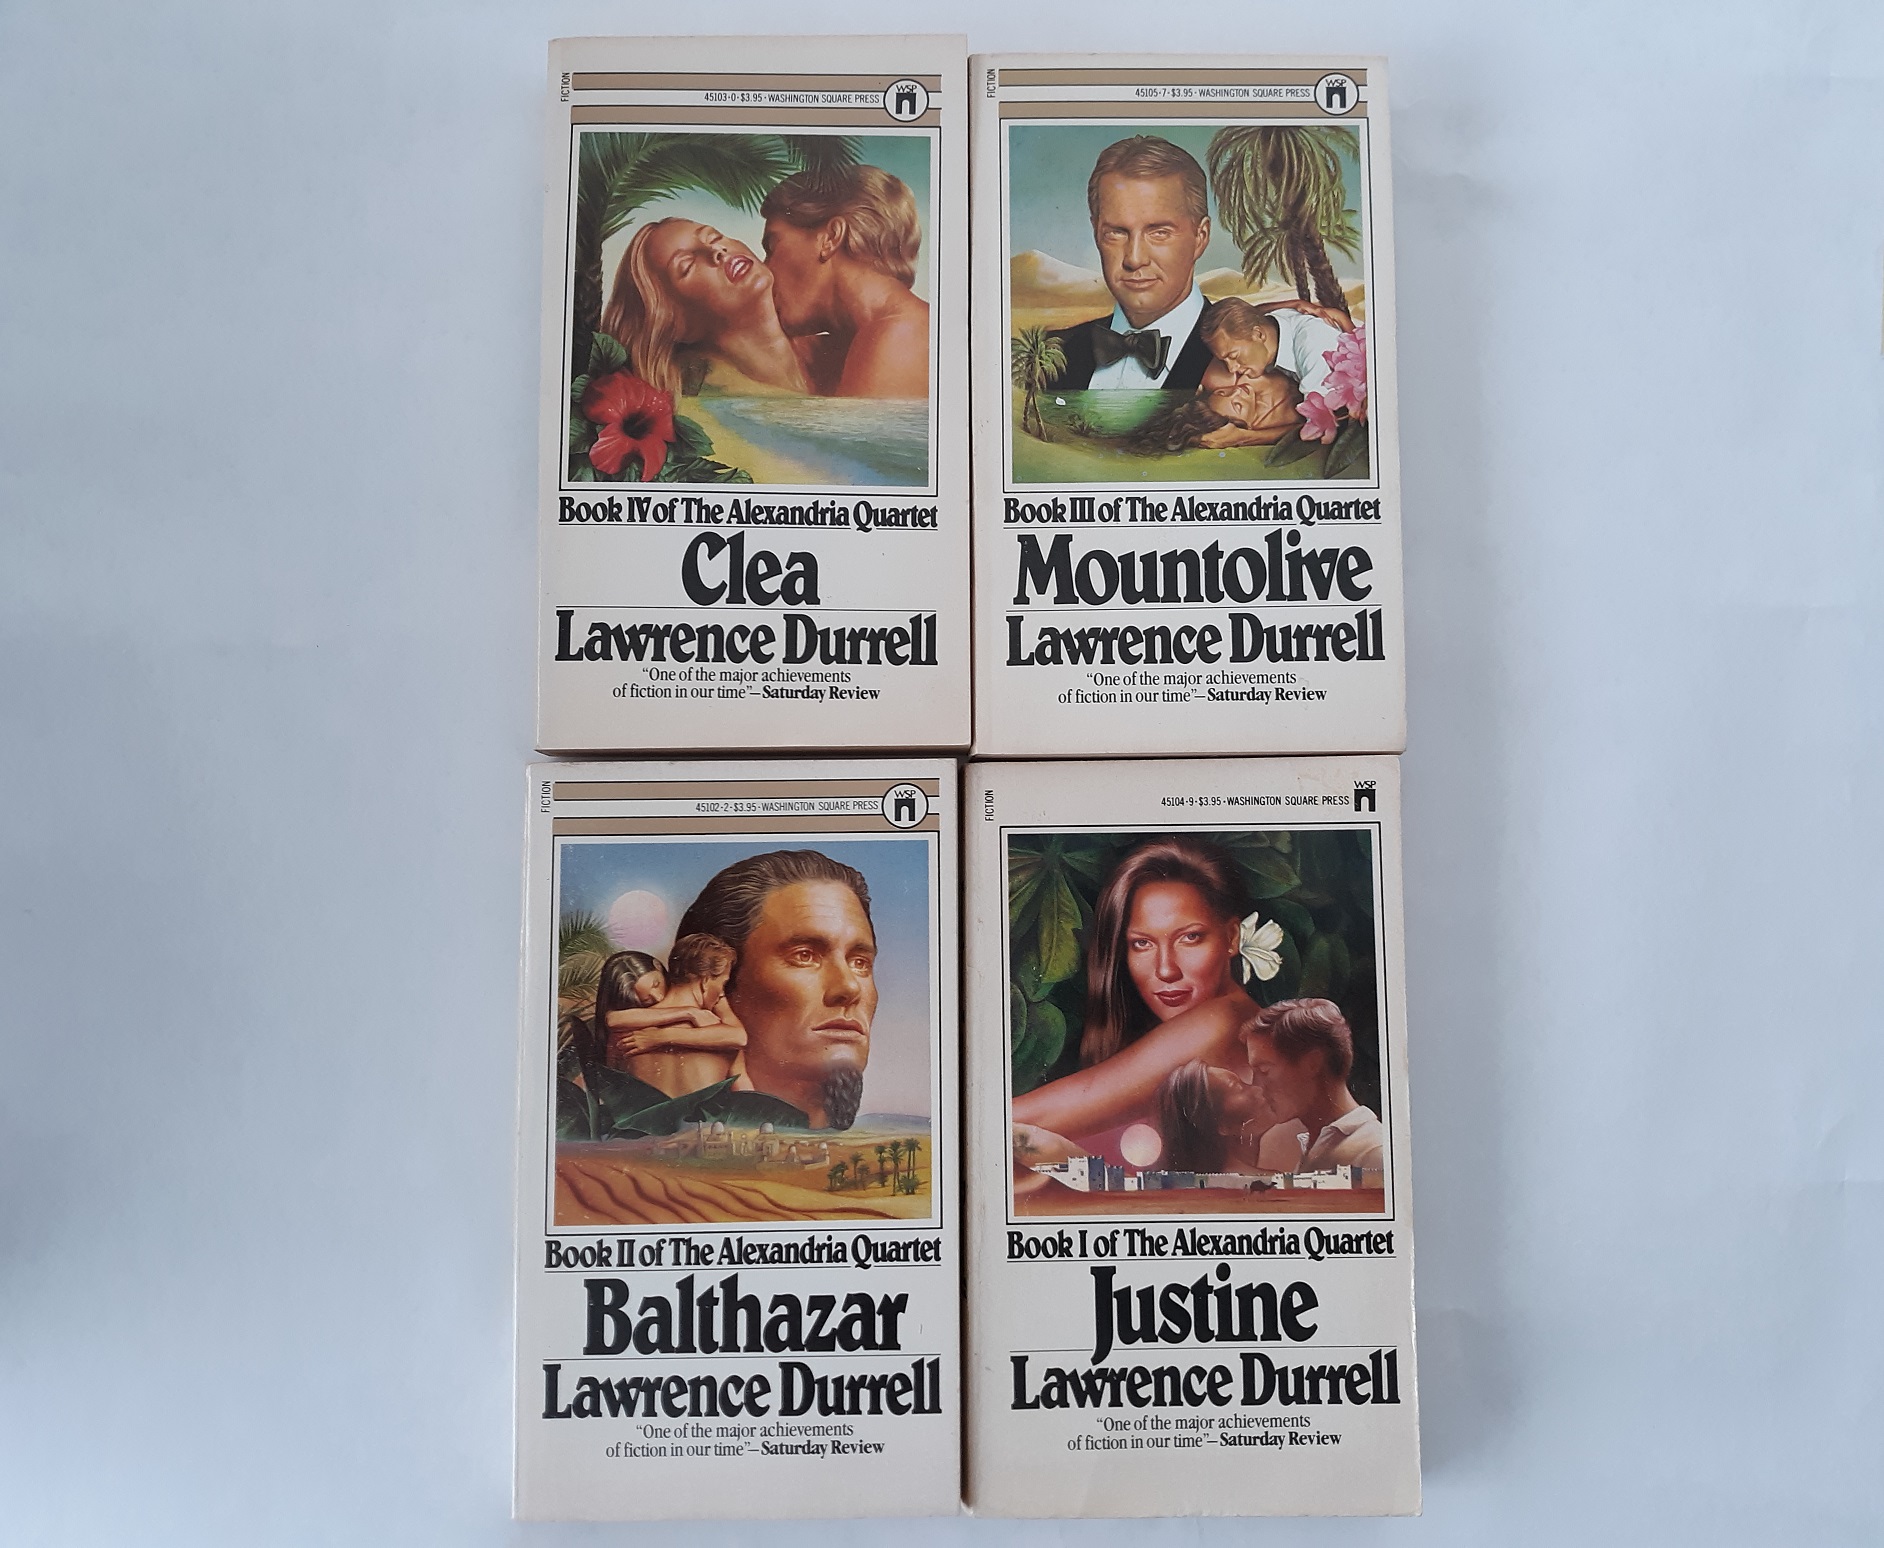 FICTION
45103-0·$3.95·WASHINGTON SQUARE PRESS
WSP
Book IV of The Alexandria Quartet
Clea
Lawrence Durrell
“One of the major achievements
of fiction in our time”—Saturday Review
FICTION
45105-7·$3.95·WASHINGTON SQUARE PRESS
WSP
Book III of The Alexandria Quartet
Mountolive
Lawrence Durrell
“One of the major achievements
of fiction in our time”—Saturday Review
FICTION
45102-2·$3.95·WASHINGTON SQUARE PRESS
WSP
Book II of The Alexandria Quartet
Balthazar
Lawrence Durrell
“One of the major achievements
of fiction in our time”—Saturday Review
FICTION
45104-9·$3.95·WASHINGTON SQUARE PRESS
WSP
Book I of The Alexandria Quartet
Justine
Lawrence Durrell
“One of the major achievements
of fiction in our time”—Saturday Review